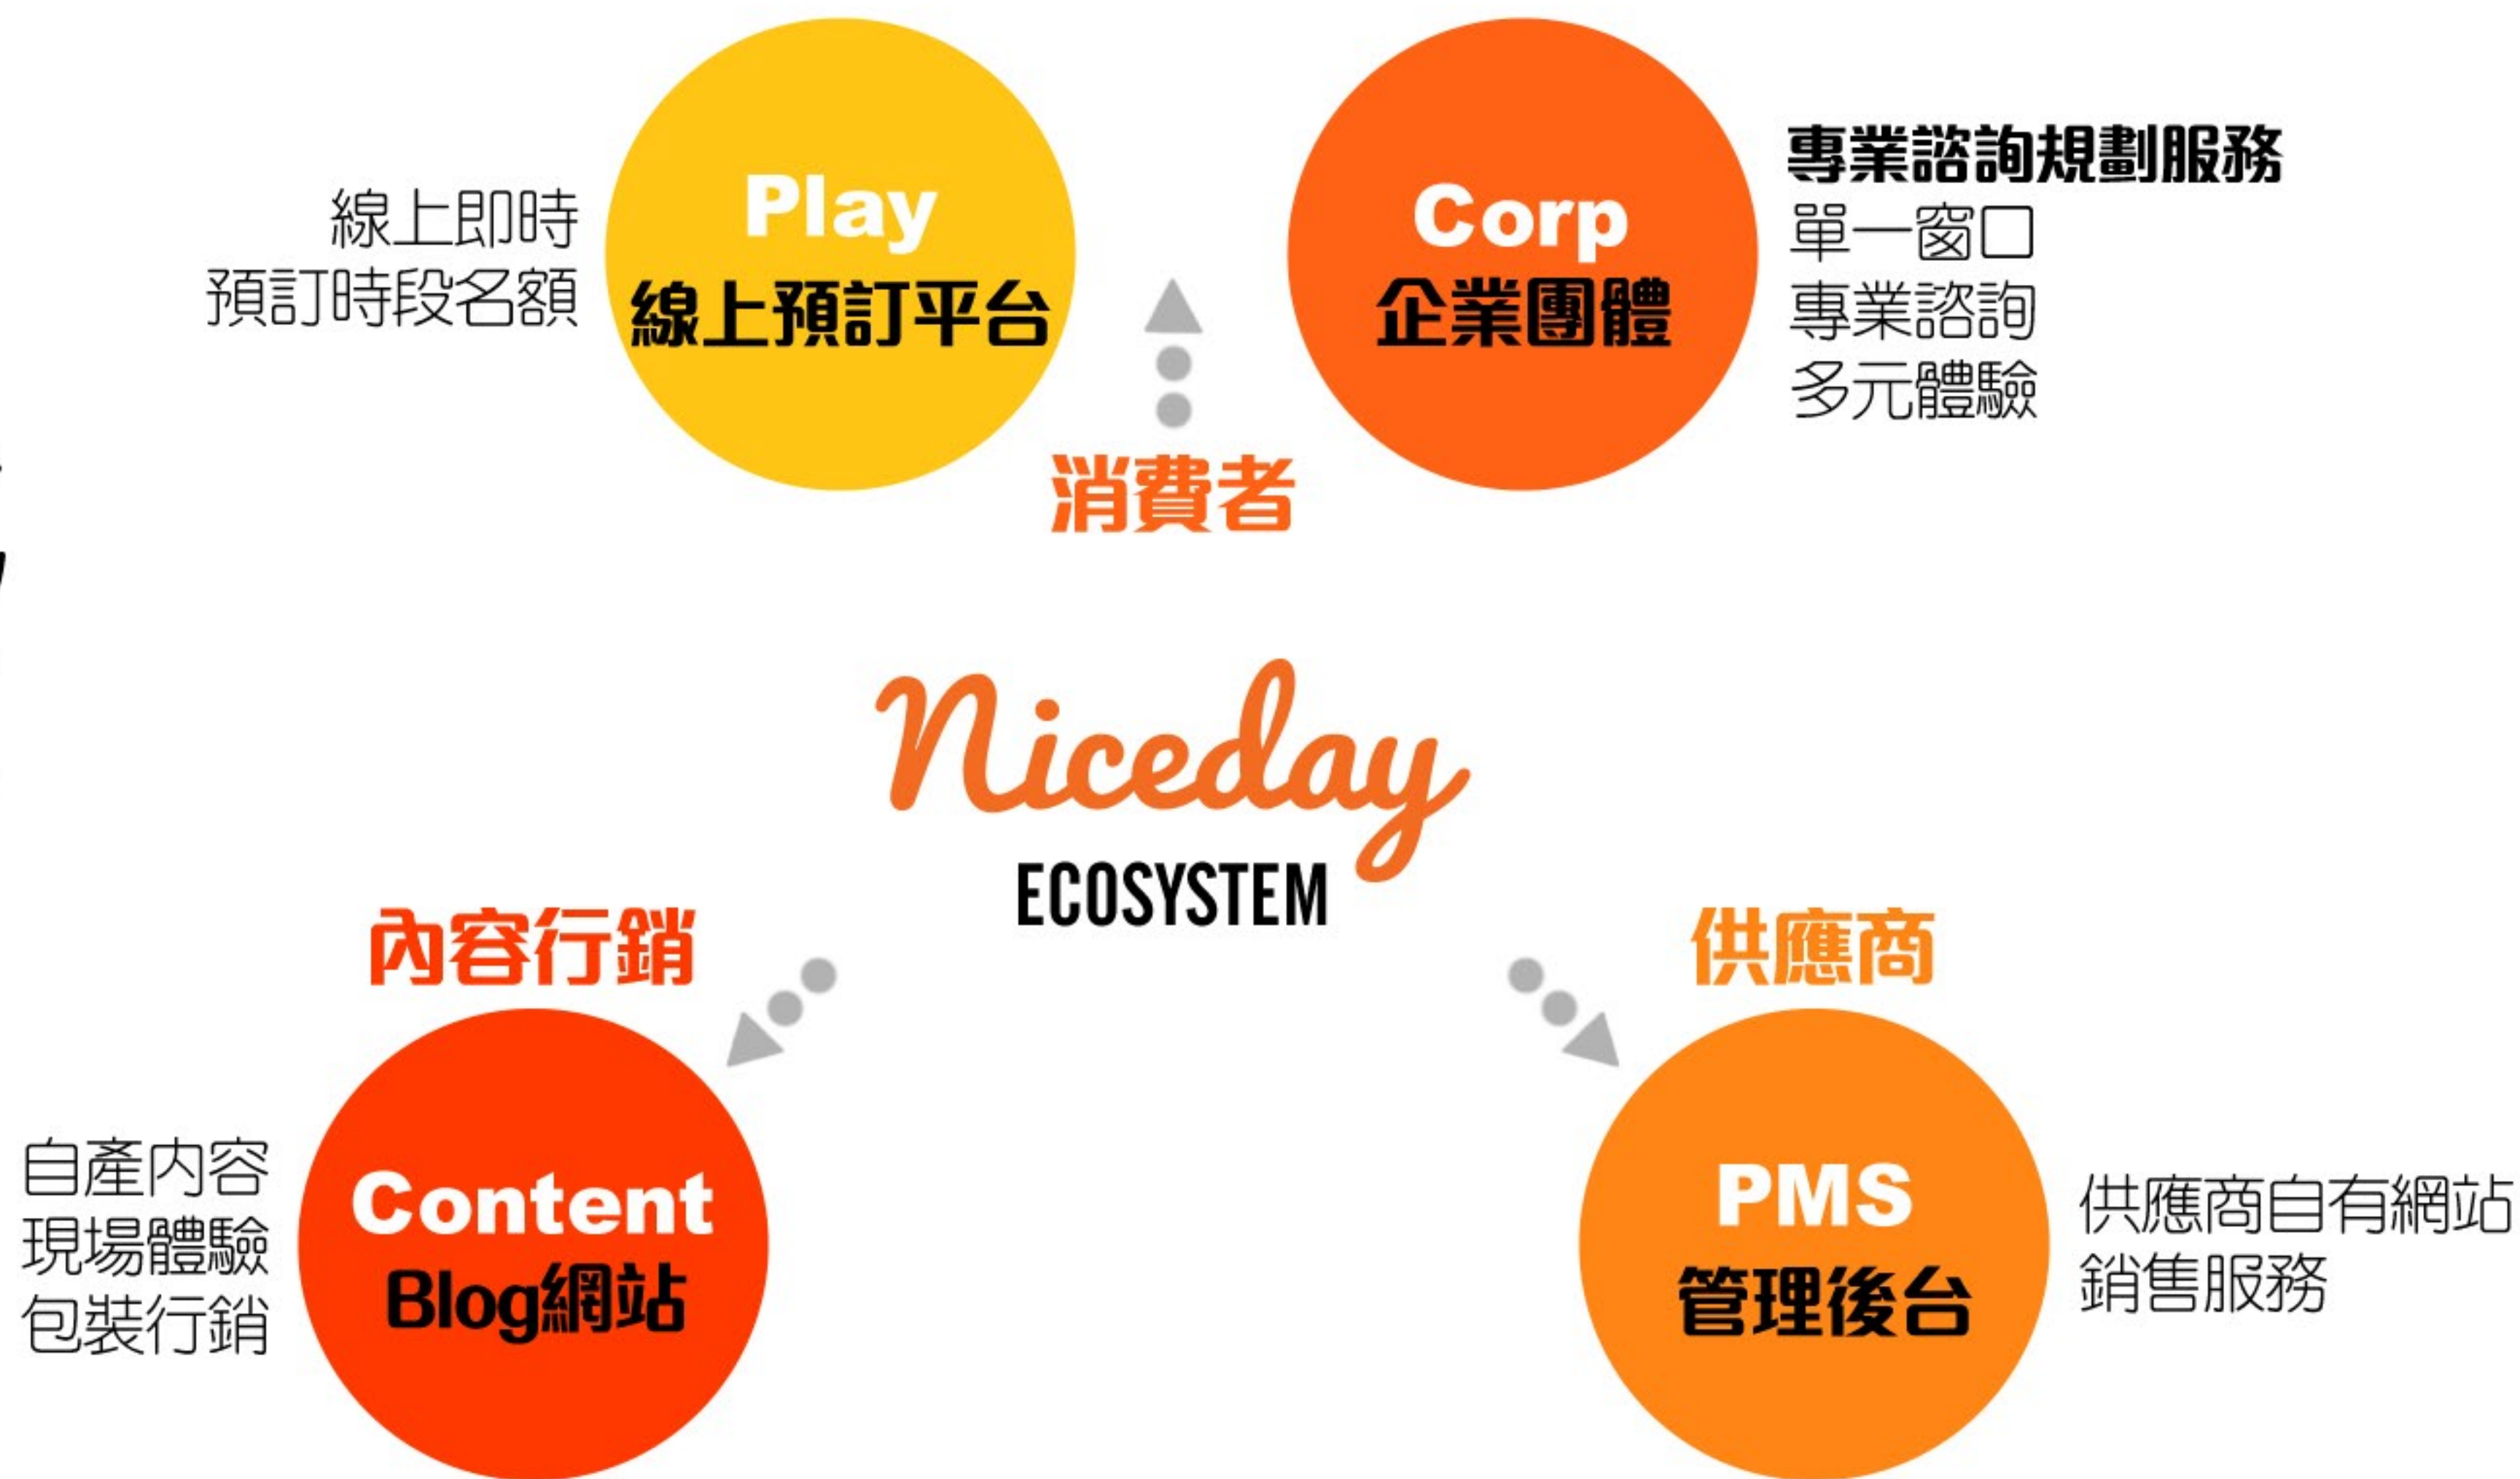 線上即時
預訂時段名額
Play
線上預訂平台
Corp
企業團體
專業諮詢規劃服務
單一窗口
專業諮詢
多元體驗
消費者
Niceday
ECOSYSTEM
內容行銷
自產內容
現場體驗
包裝行銷
Content
Blog網站
供應商
PMS
管理後台
供應商自有網站
銷售服務